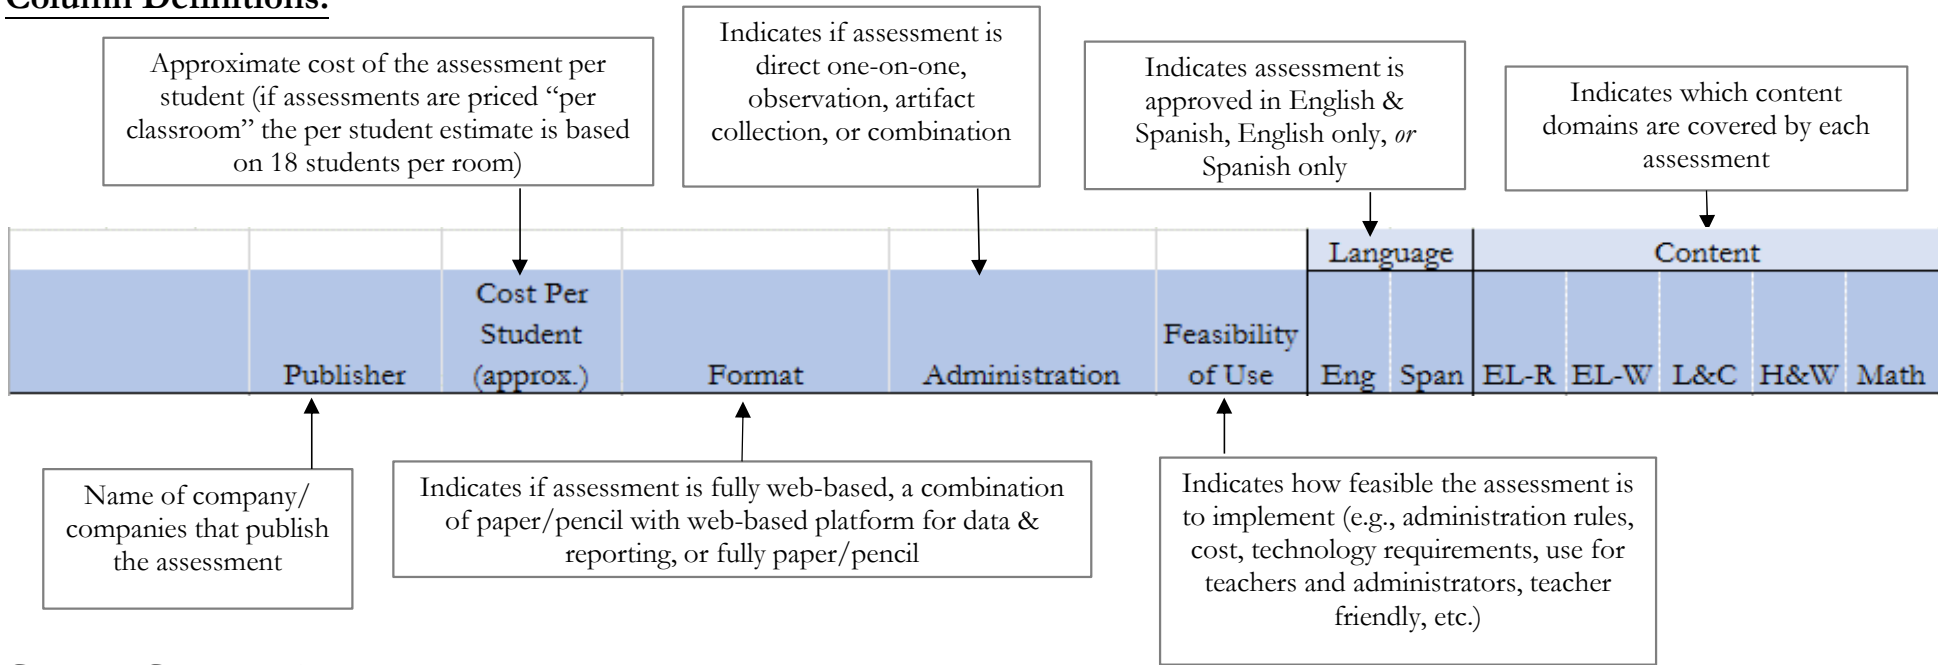 Column Definitions:
Approximate cost of the assessment per
student (if assessments are priced “per
classroom” the per student estimate is based
on 18 students per room)
Indicates if assessment is
direct one-on-one,
observation, artifact
collection, or combination
Indicates assessment is
approved in English &
Spanish, English only, or
Spanish only
Indicates which content
domains are covered by each
assessment
Language
Content
Publisher
Cost Per
Student
(approx.)
Format
Administration
Feasibility
of Use
Eng
Span
EL-R
EL-W
L&C
H&W
Math
Name of company/
companies that publish
the assessment
Indicates if assessment is fully web-based, a combination
of paper/pencil with web-based platform for data &
reporting, or fully paper/pencil
Indicates how feasible the assessment is
to implement (e.g., administration rules,
cost, technology requirements, use for
teachers and administrators, teacher
friendly, etc.)